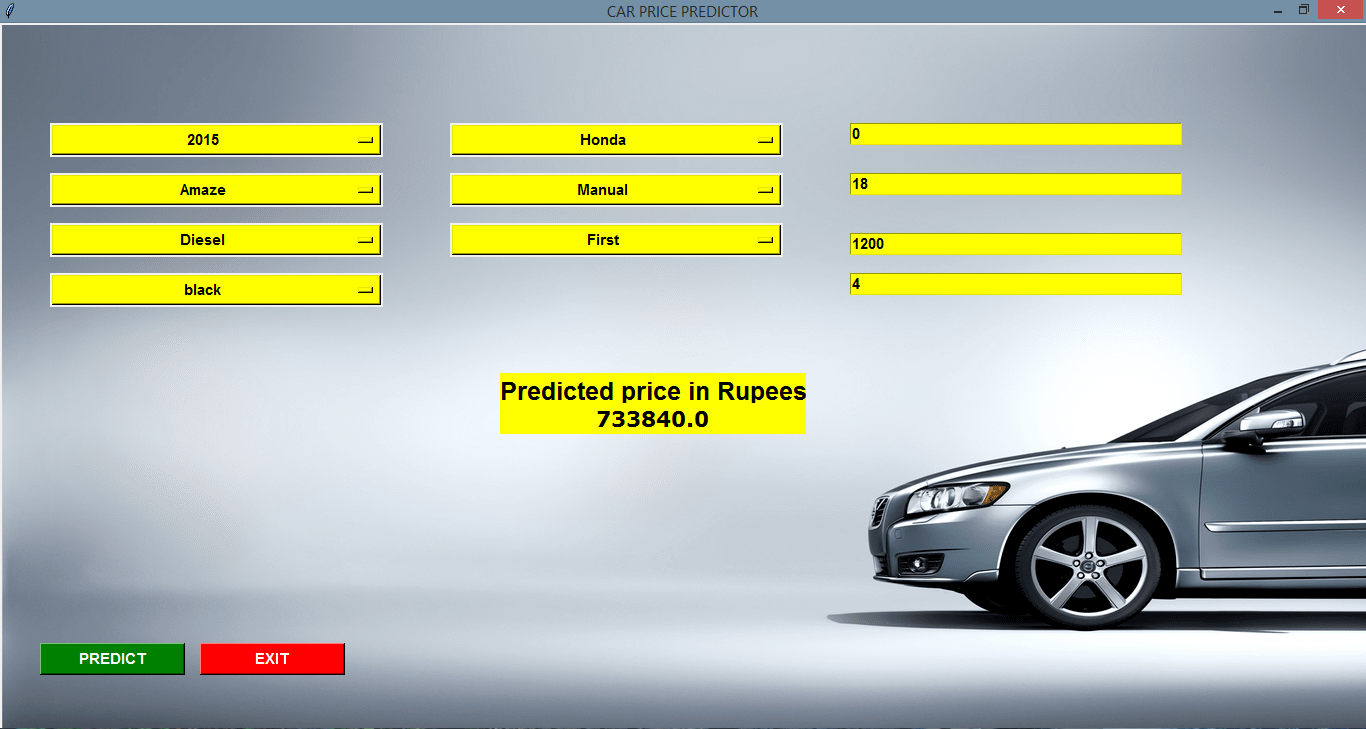 CAR PRICE PREDICTOR
2015
Honda
0
Amaze
Manual
18
Diesel
First
1200
black
4
Predicted price in Rupees
733840.0
PREDICT
EXIT